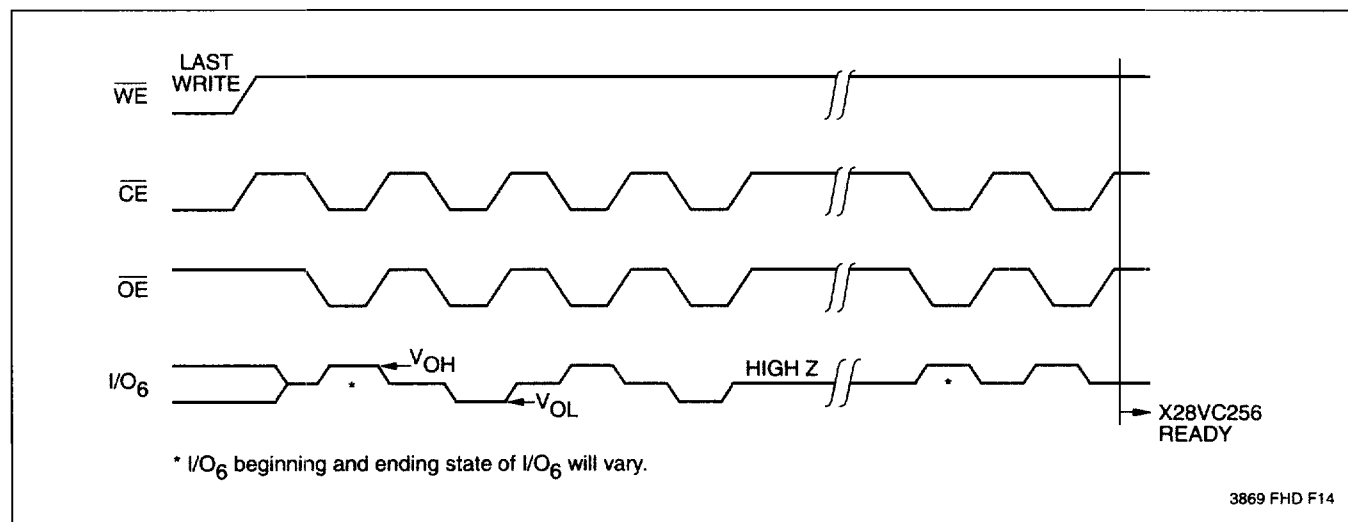 LAST
WRITE
WE
CE
OE
I/O6
VOH
*
VOL
HIGH Z
*
X28VC256
READY
* I/O6 beginning and ending state of I/O6 will vary.
3869 FHD F14